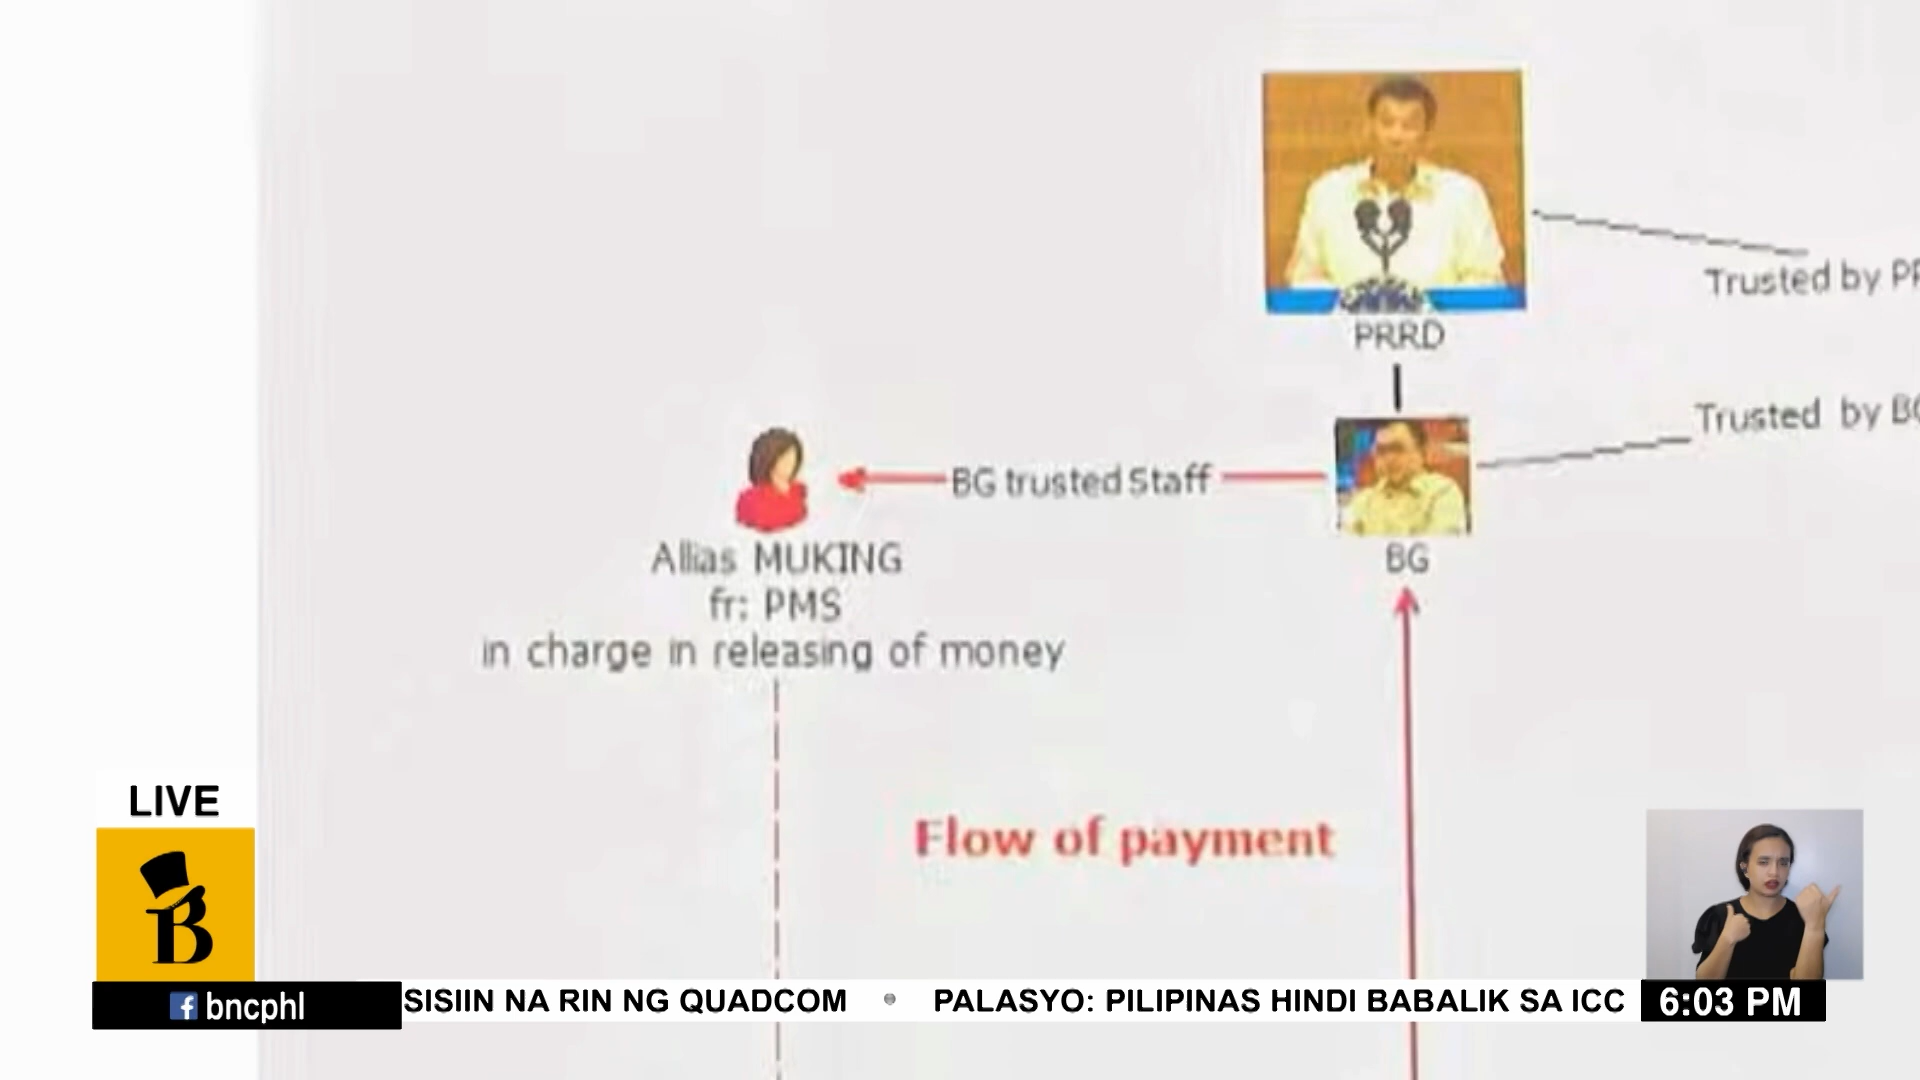 PRRD
Trusted by PR
Trusted by BG
BG trusted Staff
BG
Allias MUKING
fr: PMS
in charge in releasing of money
Flow of payment
LIVE
B
bncphl
SISIIN NA RIN NG QUADCOM • PALASYO: PILIPINAS HINDI BABALIK SA ICC
6:03 PM